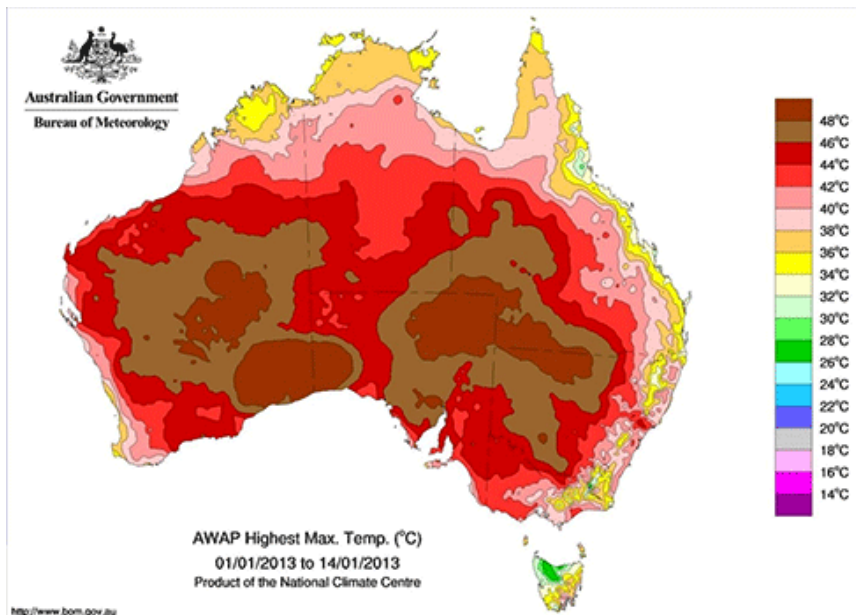 Australian Government
Bureau of Meteorology
48°C
46°C
44°C
42°C
40°C
38°C
36°C
34°C
32°C
30°C
28°C
26°C
24°C
22°C
20°C
18°C
16°C
14°C
AWAP Highest Max. Temp. (°C)
01/01/2013 to 14/01/2013
Product of the National Climate Centre
http://www.bom.gov.au